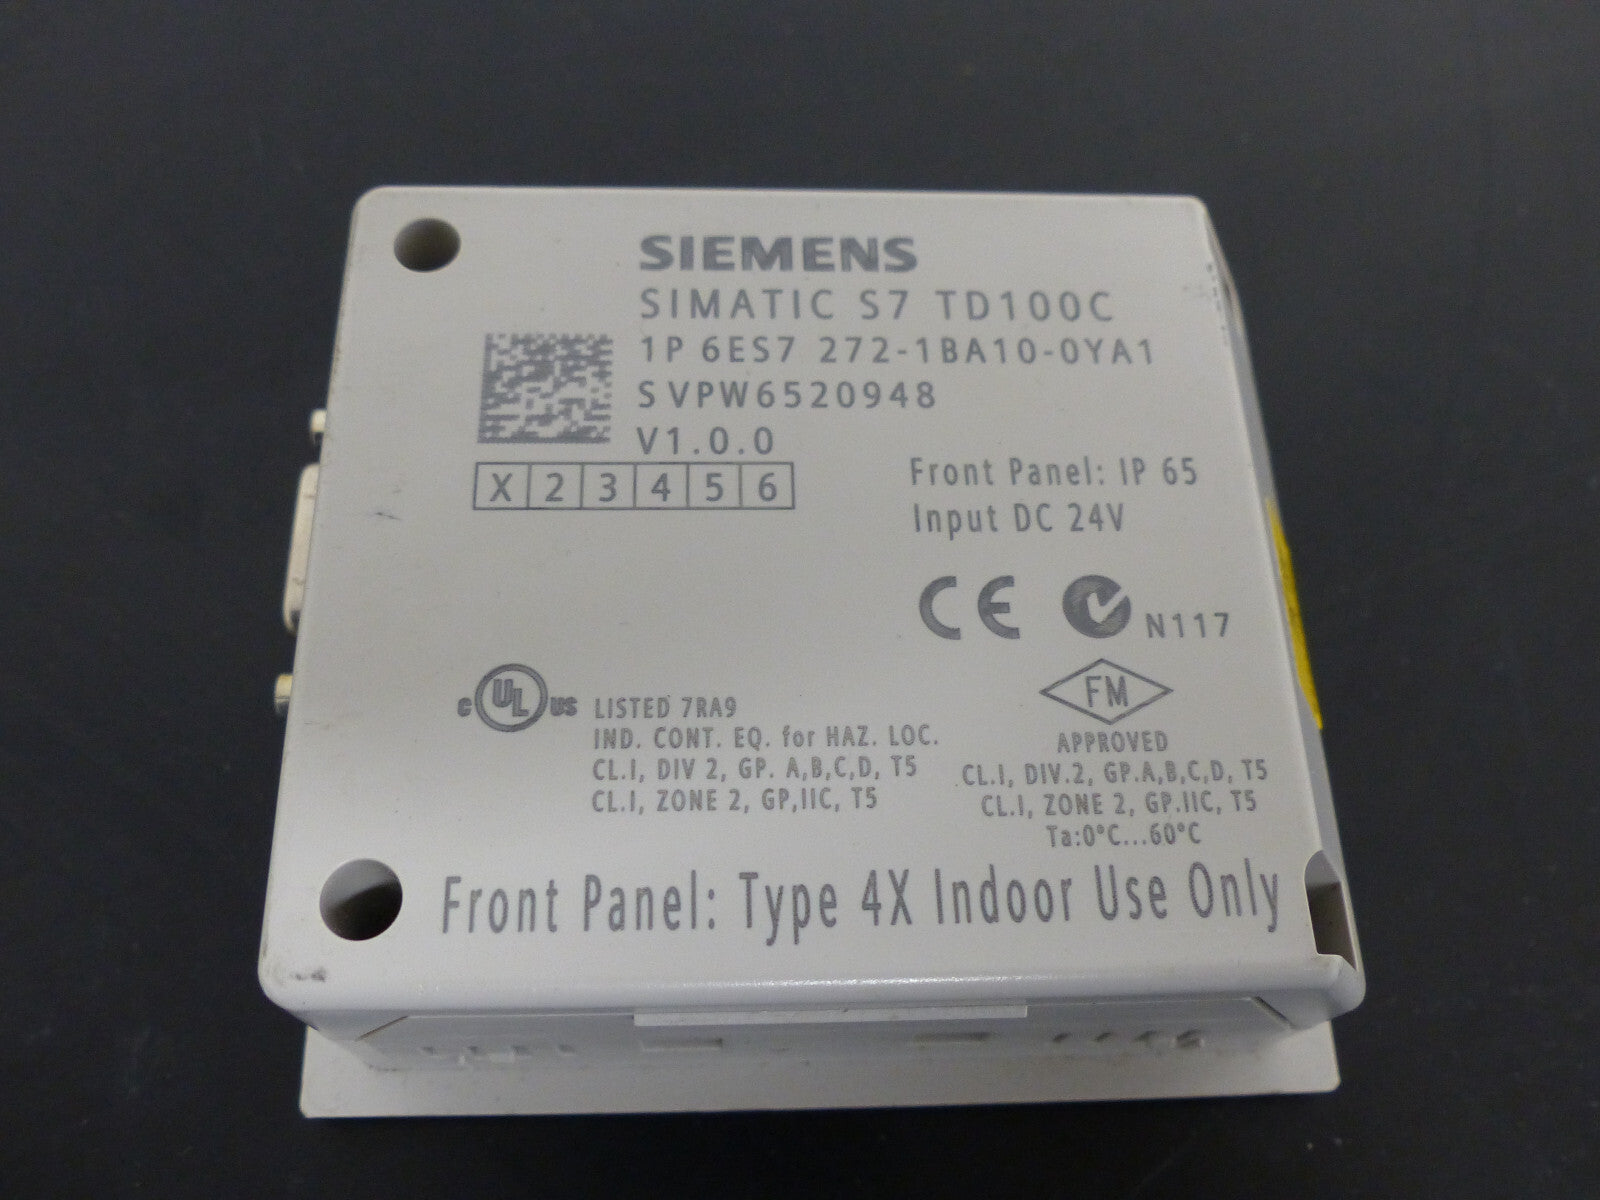 SIEMENS
SIMATIC S7 TD100C
1P 6ES7 272-1BA10-0YA1
S VPW6520948
V1.0.0
X 2 3 4 5 6
Front Panel: IP 65
Input DC 24V
CE N117
c UL us LISTED 7RA9
IND. CONT. EQ. for HAZ. LOC.
CL.I, DIV 2, GP. A,B,C,D, T5
CL.I, ZONE 2, GP,IIC, T5
FM
APPROVED
CL.I, DIV.2, GP.A,B,C,D, T5
CL.I, ZONE 2, GP.IIC, T5
Ta:0°C...60°C
Front Panel: Type 4X Indoor Use Only